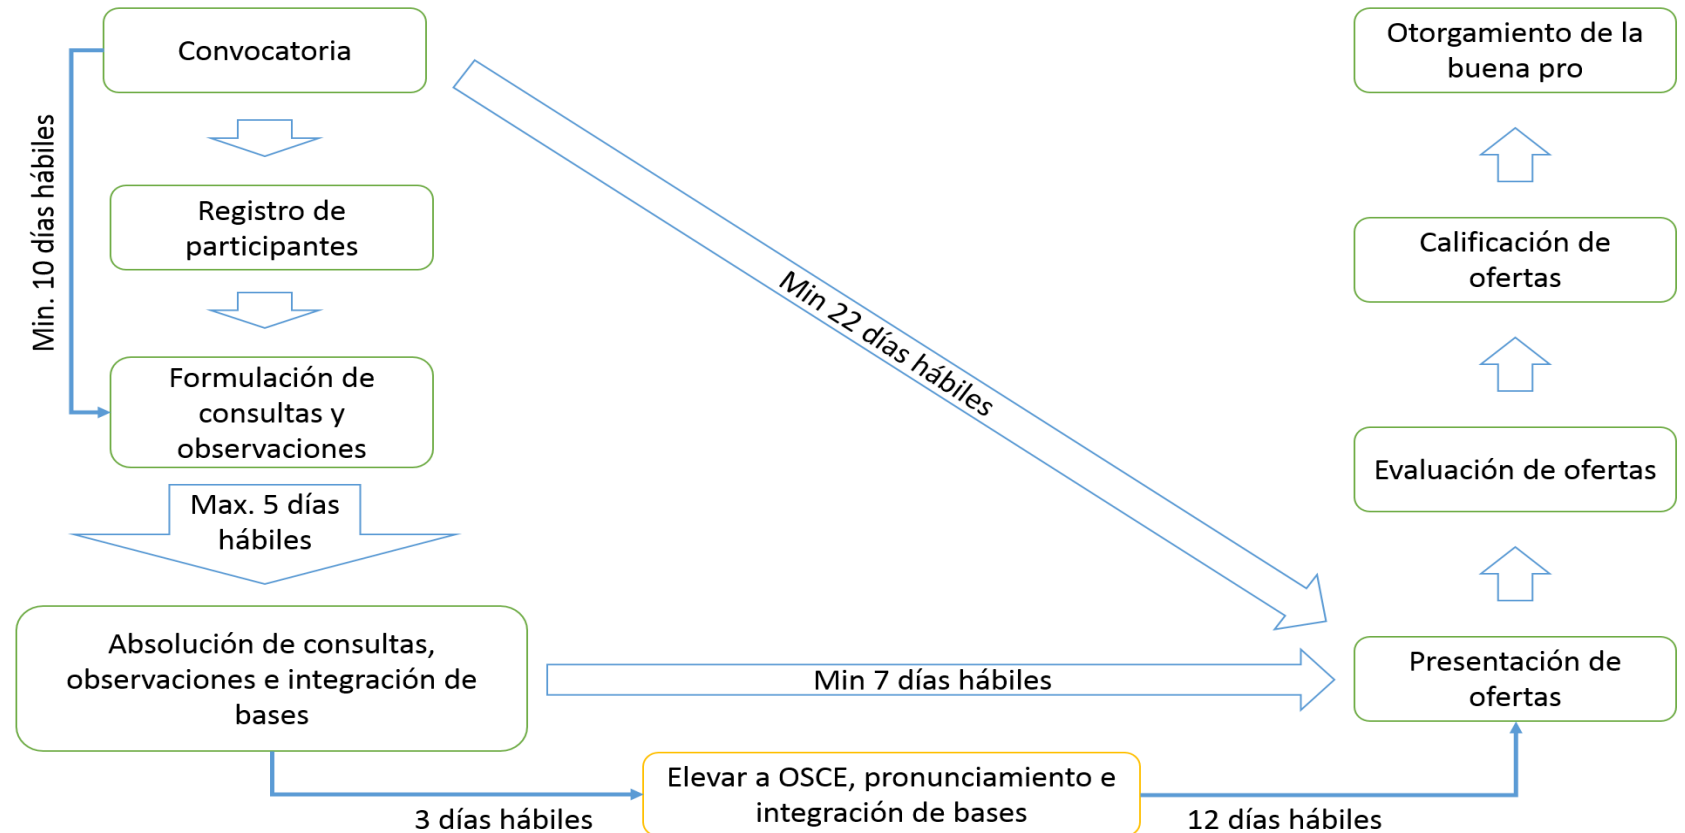 Convocatoria
Min. 10 días hábiles
Registro de
participantes
Formulación de
consultas y
observaciones
Max. 5 días
hábiles
Absolución de consultas,
observaciones e integración de
bases
Min 22 días hábiles
Min 7 días hábiles
3 días hábiles
Elevar a OSCE, pronunciamiento e
integración de bases
12 días hábiles
Presentación de
ofertas
Evaluación de ofertas
Calificación de
ofertas
Otorgamiento de la
buena pro